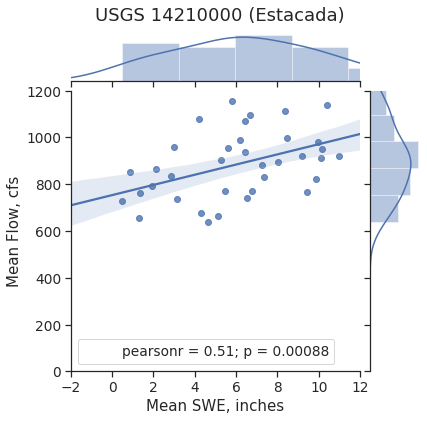 USGS 14210000 (Estacada)
1200
1000
800
600
400
200
0
Mean Flow, cfs
pearsonr = 0.51; p = 0.00088
−2 0 2 4 6 8 10 12
Mean SWE, inches